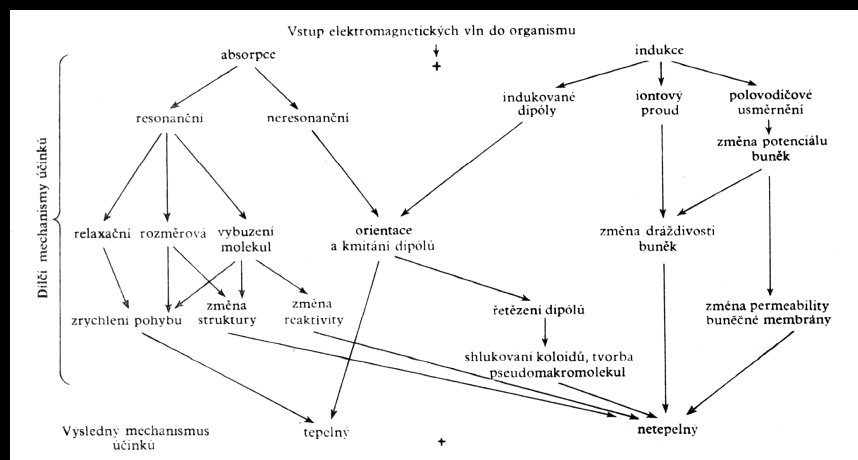 Vstup elektromagnetických vln do organismu
absorpce
+
indukce
resonanční
neresonanční
indukované
dipóly
iontový
proud
polovodičové
usměrnění
změna potenciálu
buněk
Dílčí mechanismy účinků
relaxační
rozměrová
vybuzení
molekul
orientace
a kmitání dipólů
změna dráždivosti
buněk
zrychlení pohybu
změna
struktury
změna
reaktivity
řetězení dipólů
změna permeability
buněčné membrány
shlukování koloidů, tvorba
pseudomakromolekul
Výsledný mechanismus
účinků
tepelný
+
netepelný